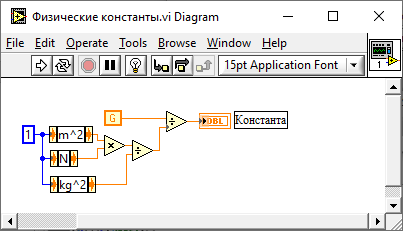 Физические константы.vi Diagram
File Edit Operate Tools Browse Window Help
15pt Application Font
G
DBL Константа
1 m^2
N
kg^2